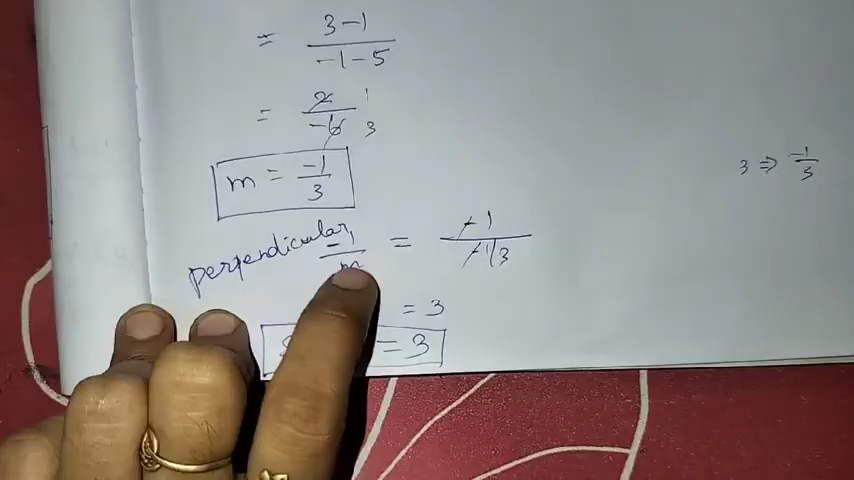 = 3-1 / -1-5
= 2 / -6 1 3
m = -1/3
3 ⇒ -1/3
perpendicular -1/m = -1 / -1/3
= 3
= 3